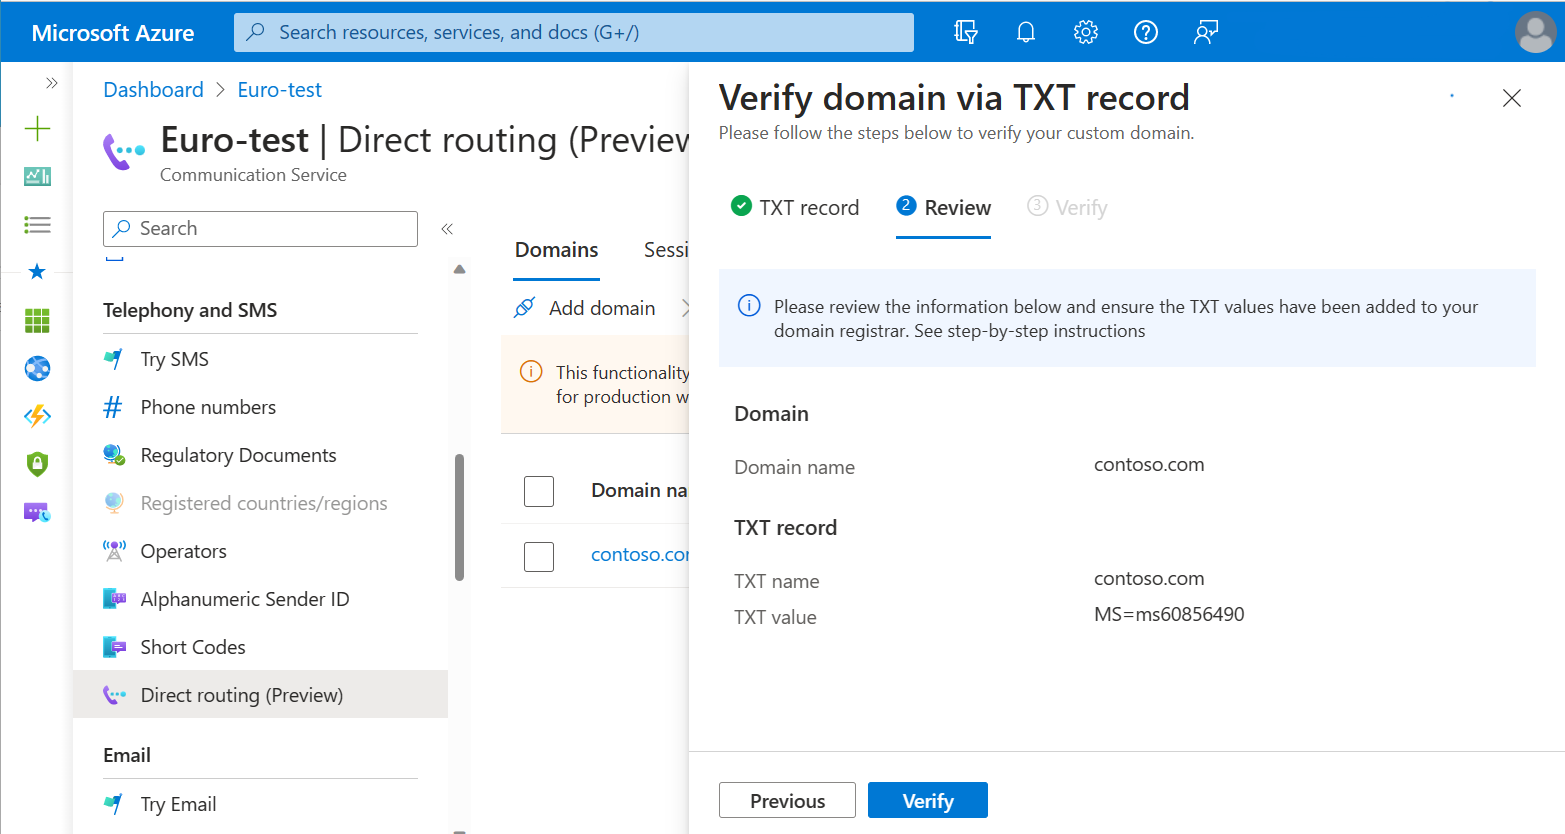 Microsoft Azure
Search resources, services, and docs (G+/)
Dashboard > Euro-test
Euro-test | Direct routing (Preview
Communication Service
Search
Telephony and SMS
Try SMS
Phone numbers
Regulatory Documents
Registered countries/regions
Operators
Alphanumeric Sender ID
Short Codes
Direct routing (Preview)
Email
Try Email
Domains
Sessi
Add domain
This functionality
for production w
Domain na
contoso.co
Verify domain via TXT record
Please follow the steps below to verify your custom domain.
TXT record
2 Review
3 Verify
Please review the information below and ensure the TXT values have been added to your
domain registrar. See step-by-step instructions
Domain
Domain name contoso.com
TXT record
TXT name contoso.com
TXT value MS=ms60856490
Previous
Verify